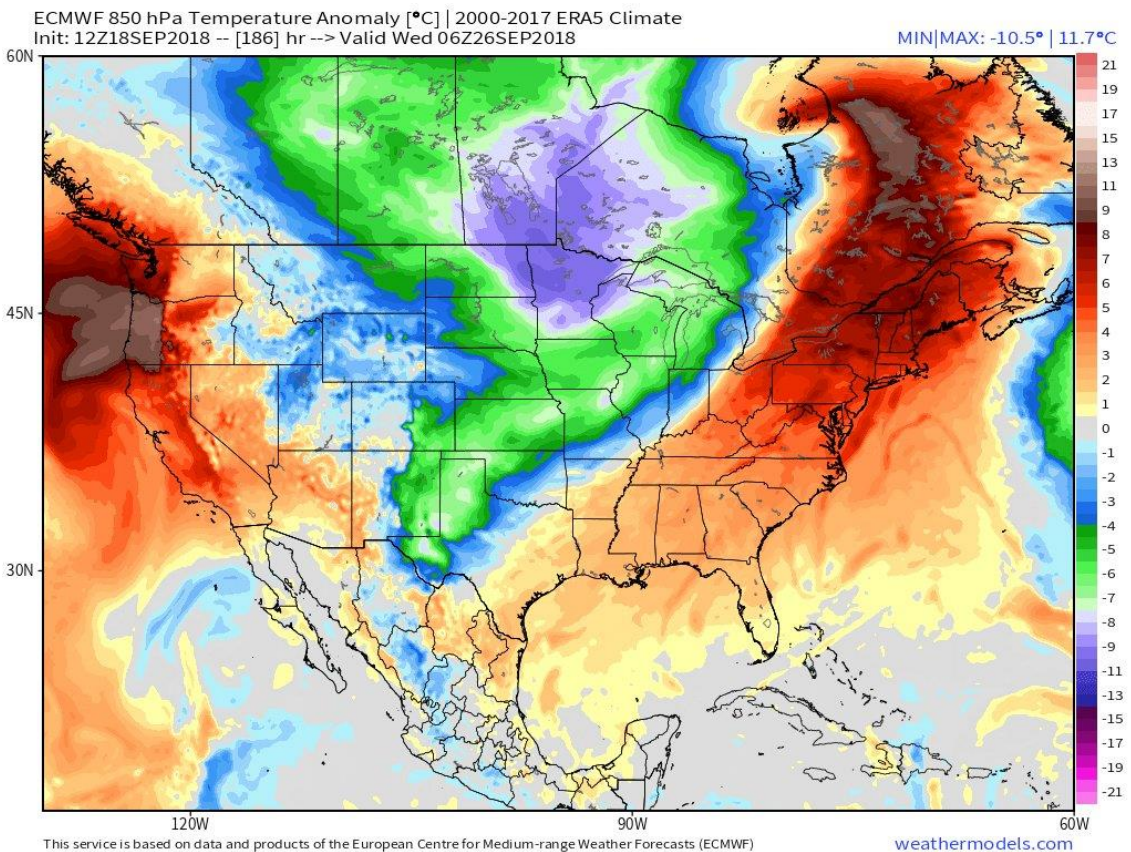 ECMWF 850 hPa Temperature Anomaly [°C] | 2000-2017 ERA5 Climate
Init: 12Z18SEP2018 -- [186] hr --> Valid Wed 06Z26SEP2018
MIN|MAX: -10.5° | 11.7°C
60N
45N
30N
120W
90W
60W
21
19
17
15
13
11
9
8
7
6
5
4
3
2
1
0
-1
-2
-3
-4
-5
-6
-7
-8
-9
-11
-13
-15
-17
-19
-21
This service is based on data and products of the European Centre for Medium-range Weather Forecasts (ECMWF)
weathermodels.com